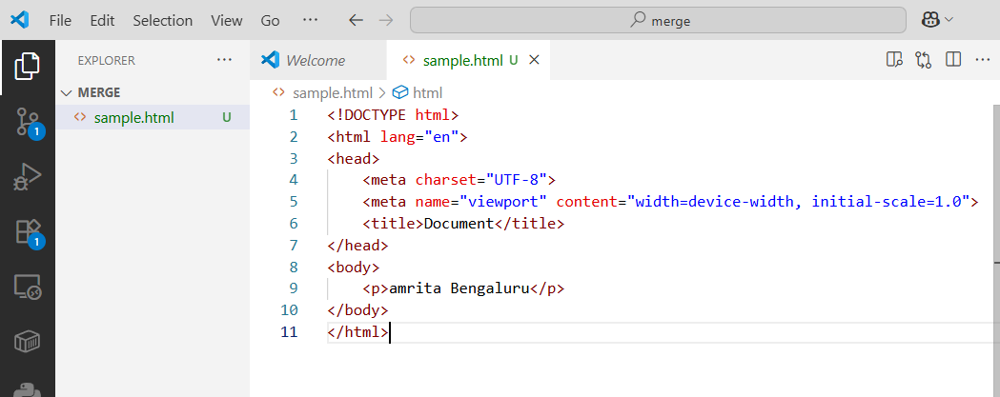 File Edit Selection View Go ··· merge
EXPLORER ···
Welcome
sample.html U
MERGE
sample.html U
sample.html > html
1 <!DOCTYPE html>
2 <html lang="en">
3 <head>
4 <meta charset="UTF-8">
5 <meta name="viewport" content="width=device-width, initial-scale=1.0">
6 <title>Document</title>
7 </head>
8 <body>
9 <p>amrita Bengaluru</p>
10 </body>
11 </html>
1
1